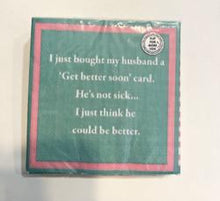 I just bought my husband a
'Get better soon' card.
He's not sick...
I just think he
could be better.